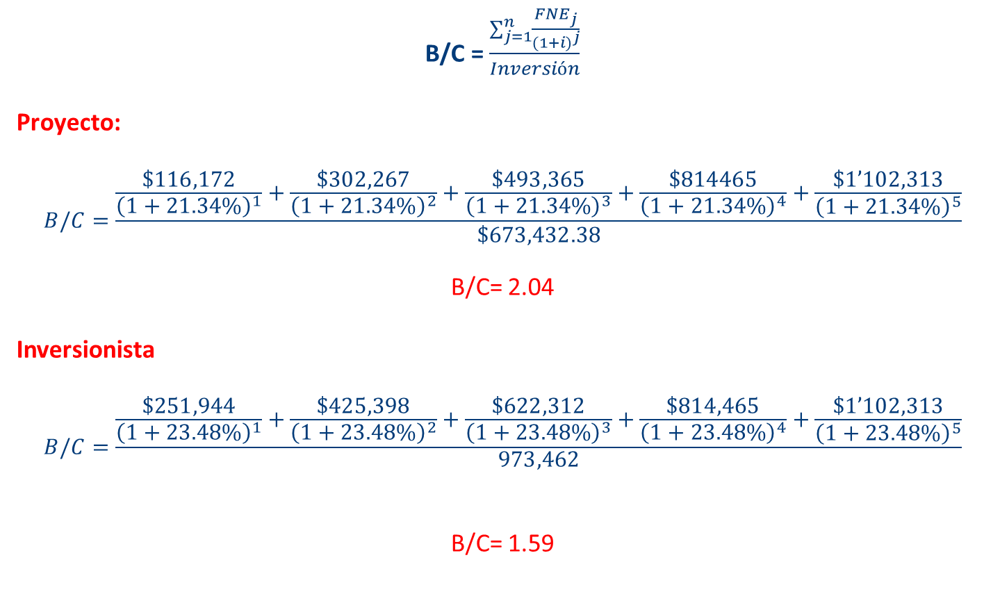 B/C = \frac{\sum_{j=1}^{n}\frac{FNE_j}{(1+i)^j}}{Inversión}
Proyecto:
B/C = \frac{\frac{$116,172}{(1 + 21.34%)^1} + \frac{$302,267}{(1 + 21.34%)^2} + \frac{$493,365}{(1 + 21.34%)^3} + \frac{$814465}{(1 + 21.34%)^4} + \frac{$1’102,313}{(1 + 21.34%)^5}}{$673,432.38}
B/C= 2.04
Inversionista
B/C = \frac{\frac{$251,944}{(1 + 23.48%)^1} + \frac{$425,398}{(1 + 23.48%)^2} + \frac{$622,312}{(1 + 23.48%)^3} + \frac{$814,465}{(1 + 23.48%)^4} + \frac{$1’102,313}{(1 + 23.48%)^5}}{973,462}
B/C= 1.59